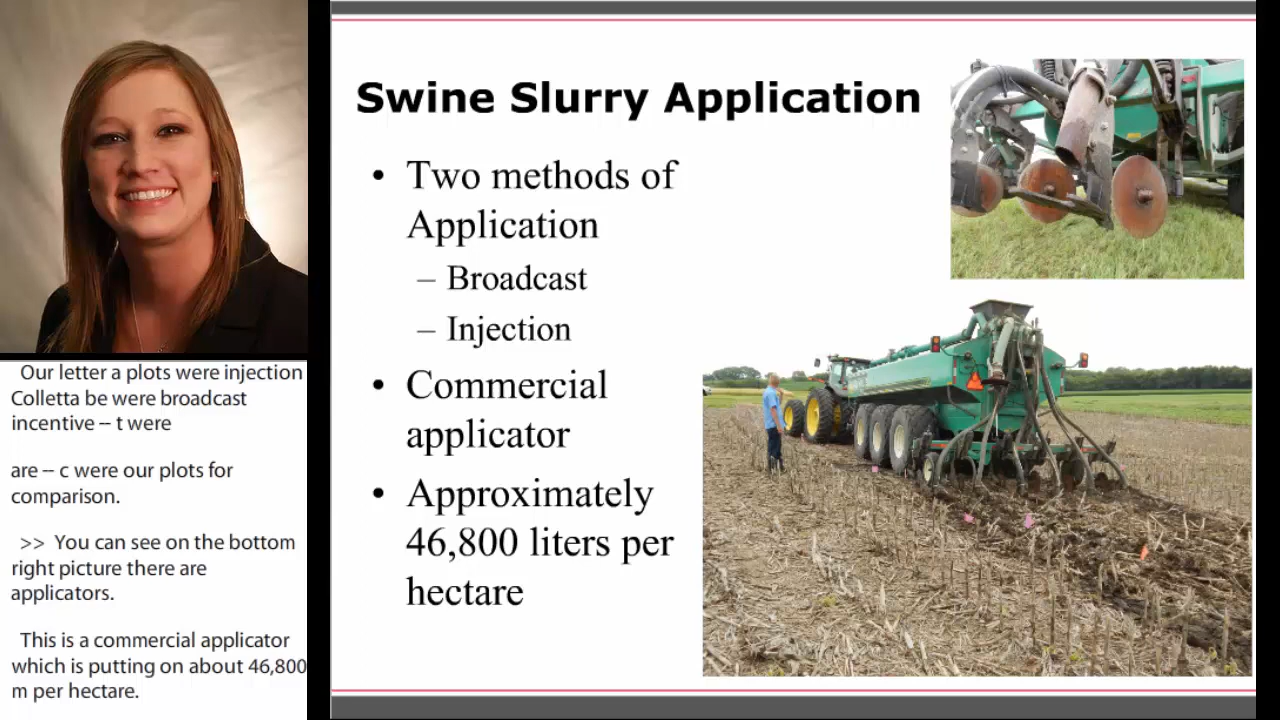 Swine Slurry Application
• Two methods of
Application
– Broadcast
– Injection
• Commercial
applicator
• Approximately
46,800 liters per
hectare
Our letter a plots were injection
Colletta be were broadcast
incentive -- t were
are -- c were our plots for
comparison.
>> You can see on the bottom
right picture there are
applicators.
This is a commercial applicator
which is putting on about 46,800
m per hectare.